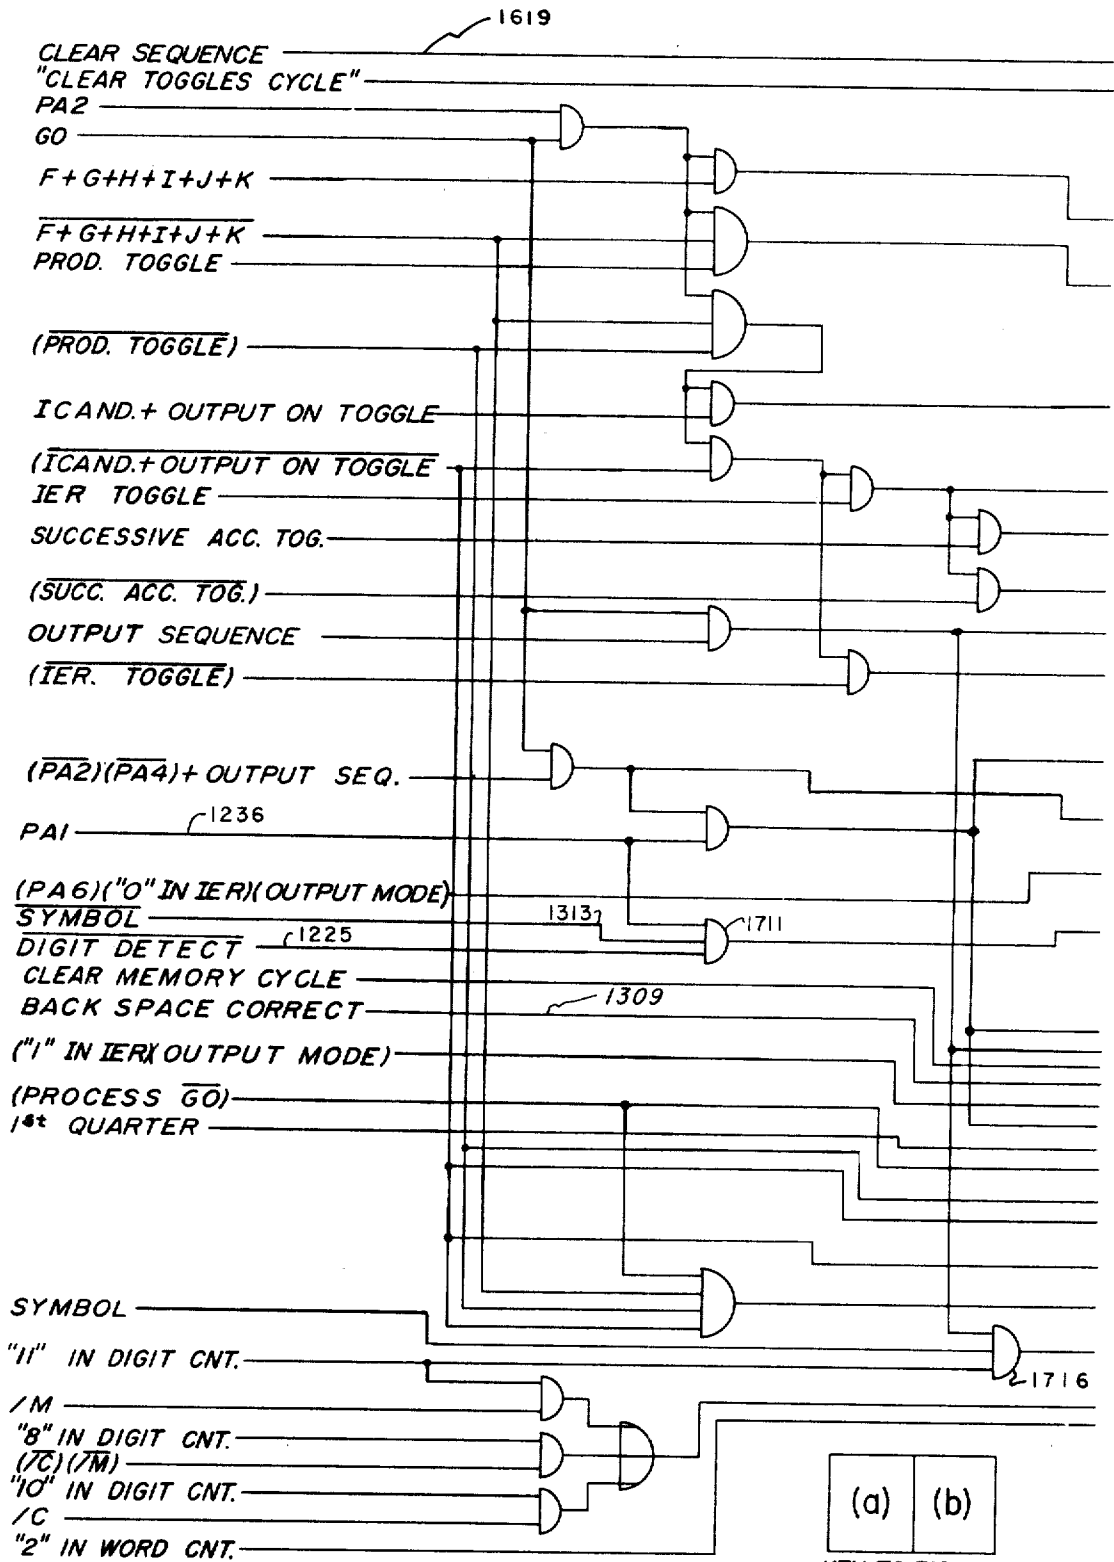 1619
CLEAR SEQUENCE
"CLEAR TOGGLES CYCLE"
PA2
GO
F+G+H+I+J+K
F+G+H+I+J+K
PROD. TOGGLE
(PROD. TOGGLE)
ICAND.+ OUTPUT ON TOGGLE
(ICAND.+ OUTPUT ON TOGGLE
IER TOGGLE
SUCCESSIVE ACC. TOG.
(SUCC. ACC. TOG.)
OUTPUT SEQUENCE
(IER. TOGGLE)
(PA2)(PA4)+ OUTPUT SEQ.
PA1 1236
(PA6)("0" IN IER)(OUTPUT MODE)
SYMBOL 1313 1711
DIGIT DETECT 1225
CLEAR MEMORY CYCLE
BACK SPACE CORRECT 1309
("1" IN IER)(OUTPUT MODE)
(PROCESS GO)
1st QUARTER
SYMBOL
"11" IN DIGIT CNT.
1716
/M
"8" IN DIGIT CNT.
(/C)(/M)
"10" IN DIGIT CNT.
/C
"2" IN WORD CNT.
(a) (b)